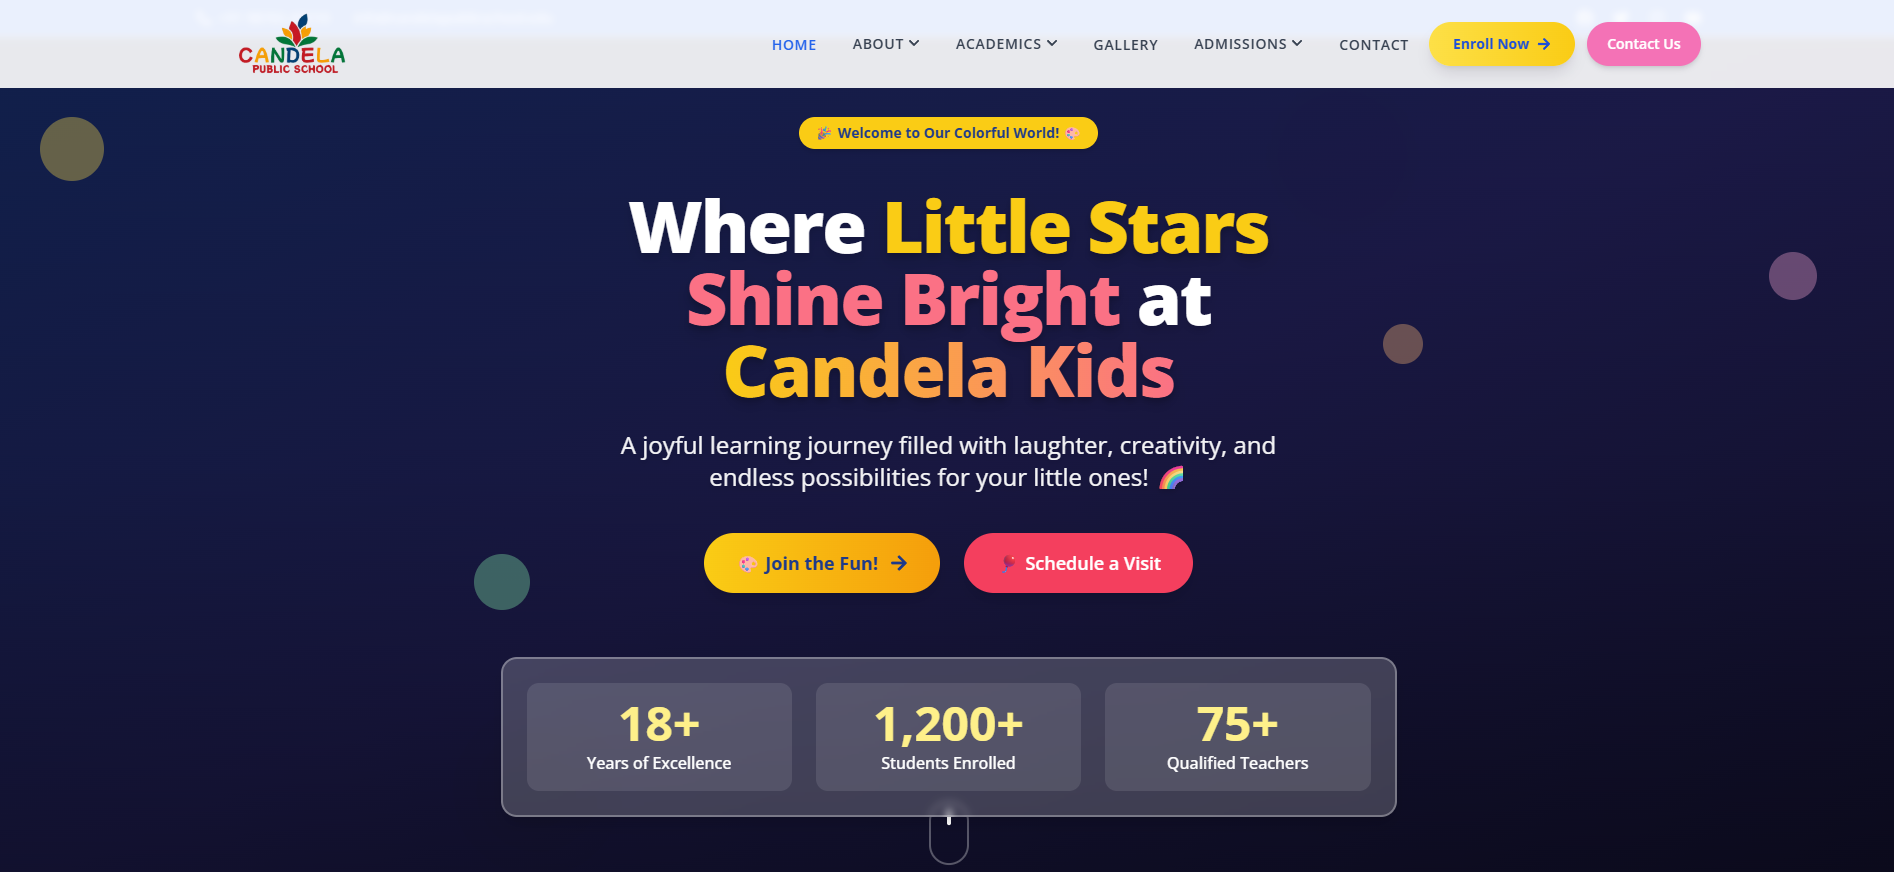 CANDELA
PUBLIC SCHOOL
HOME
ABOUT
ACADEMICS
GALLERY
ADMISSIONS
CONTACT
Enroll Now
Contact Us
🎉 Welcome to Our Colorful World! 🎨
Where Little Stars
Shine Bright at
Candela Kids
A joyful learning journey filled with laughter, creativity, and
endless possibilities for your little ones! 🌈
🎨 Join the Fun!
🎈 Schedule a Visit
18+
Years of Excellence
1,200+
Students Enrolled
75+
Qualified Teachers